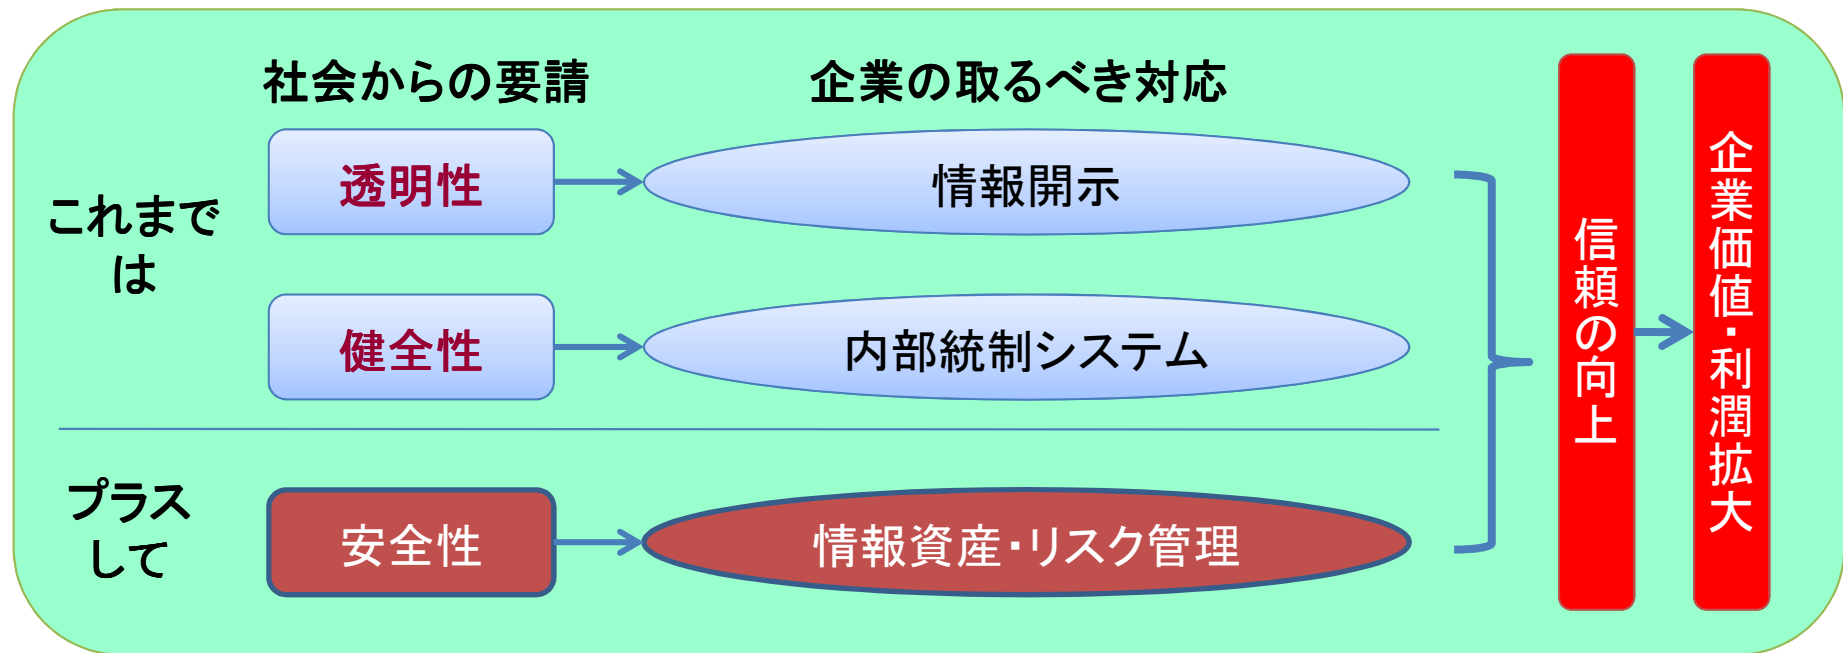 社会からの要請
企業の取るべき対応
これまで
は
透明性
情報開示
健全性
内部統制システム
プラス
して
安全性
情報資産・リスク管理
信頼の向上
企業価値・利潤拡大